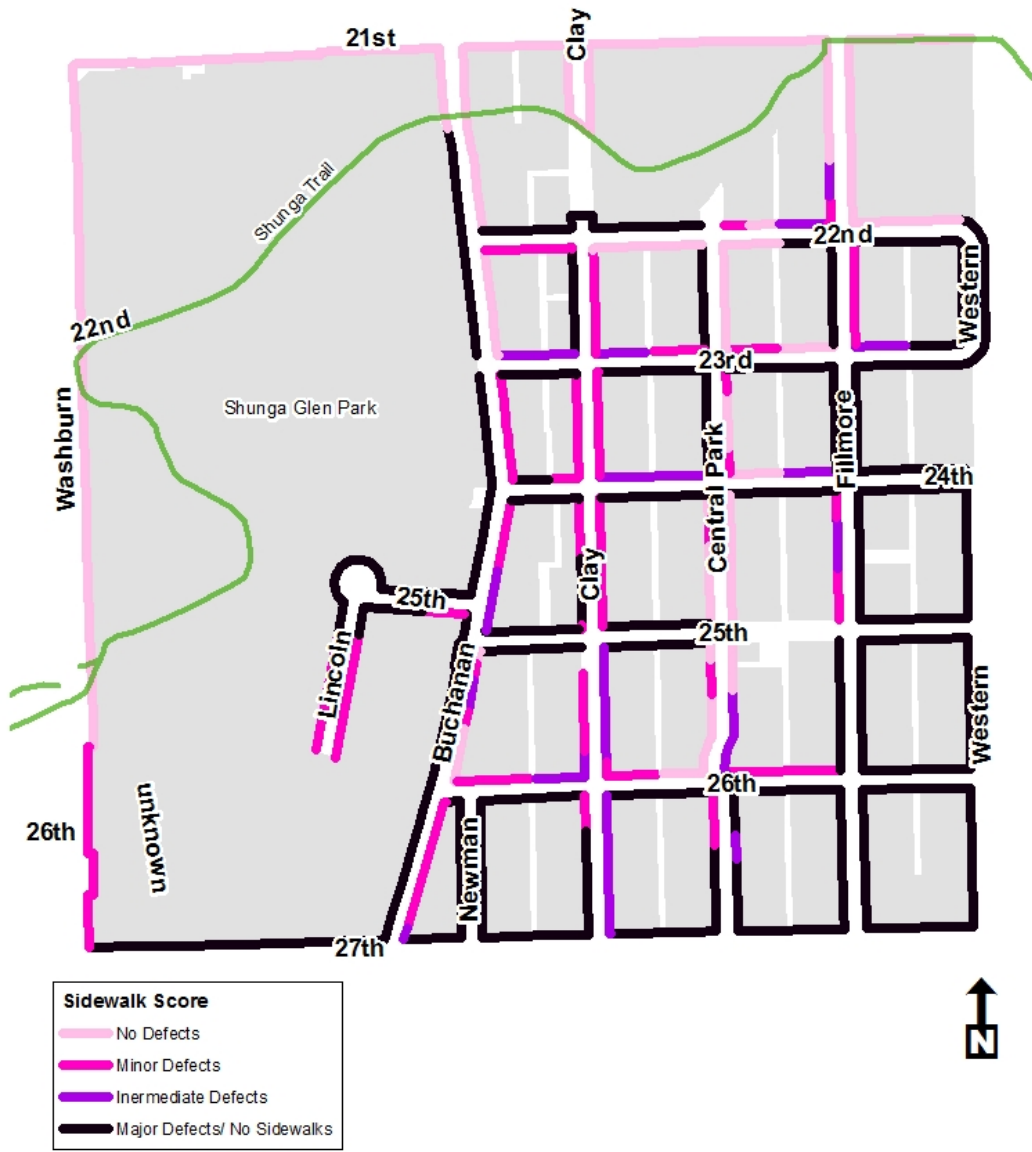 21st
Clay
Shunga Trail
22nd
Western
22nd
23rd
Washburn
Shunga Glen Park
Fillmore
Central Park
24th
Clay
25th
25th
Lincoln
Buchanan
Western
26th
26th
unknown
Newman
27th
Sidewalk Score
No Defects
Minor Defects
Inermediate Defects
Major Defects/ No Sidewalks
N